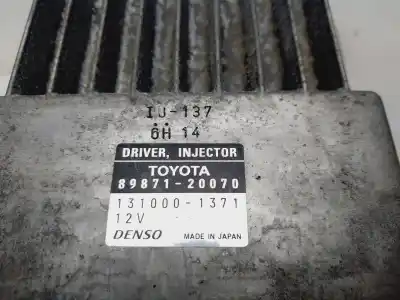 IJ-137
6H 14
DRIVER, INJECTOR
TOYOTA
89871-20070
131000-1371
12V
DENSO MADE IN JAPAN